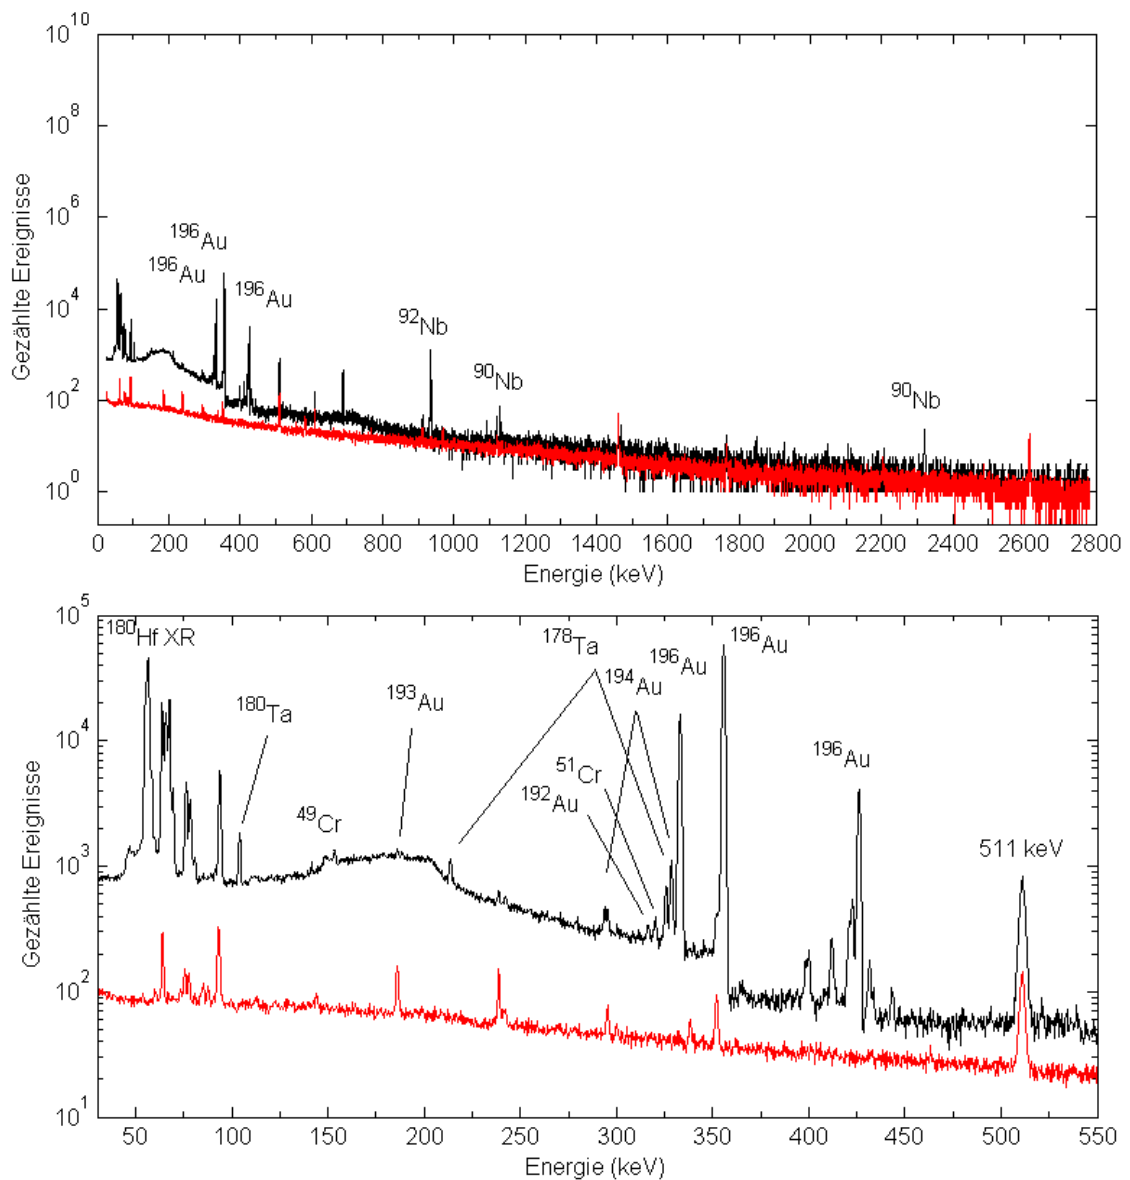 10^10
10^8
10^6
10^4
10^2
10^0
Gezählte Ereignisse
^196Au
^196Au
^196Au
^92Nb
^90Nb
^90Nb
0 200 400 600 800 1000 1200 1400 1600 1800 2000 2200 2400 2600 2800
Energie (keV)
10^5
10^4
10^3
10^2
10^1
Gezählte Ereignisse
^180Hf XR
^180Ta
^49Cr
^193Au
^178Ta
^194Au
^51Cr
^192Au
^196Au
^196Au
^196Au
511 keV
50 100 150 200 250 300 350 400 450 500 550
Energie (keV)